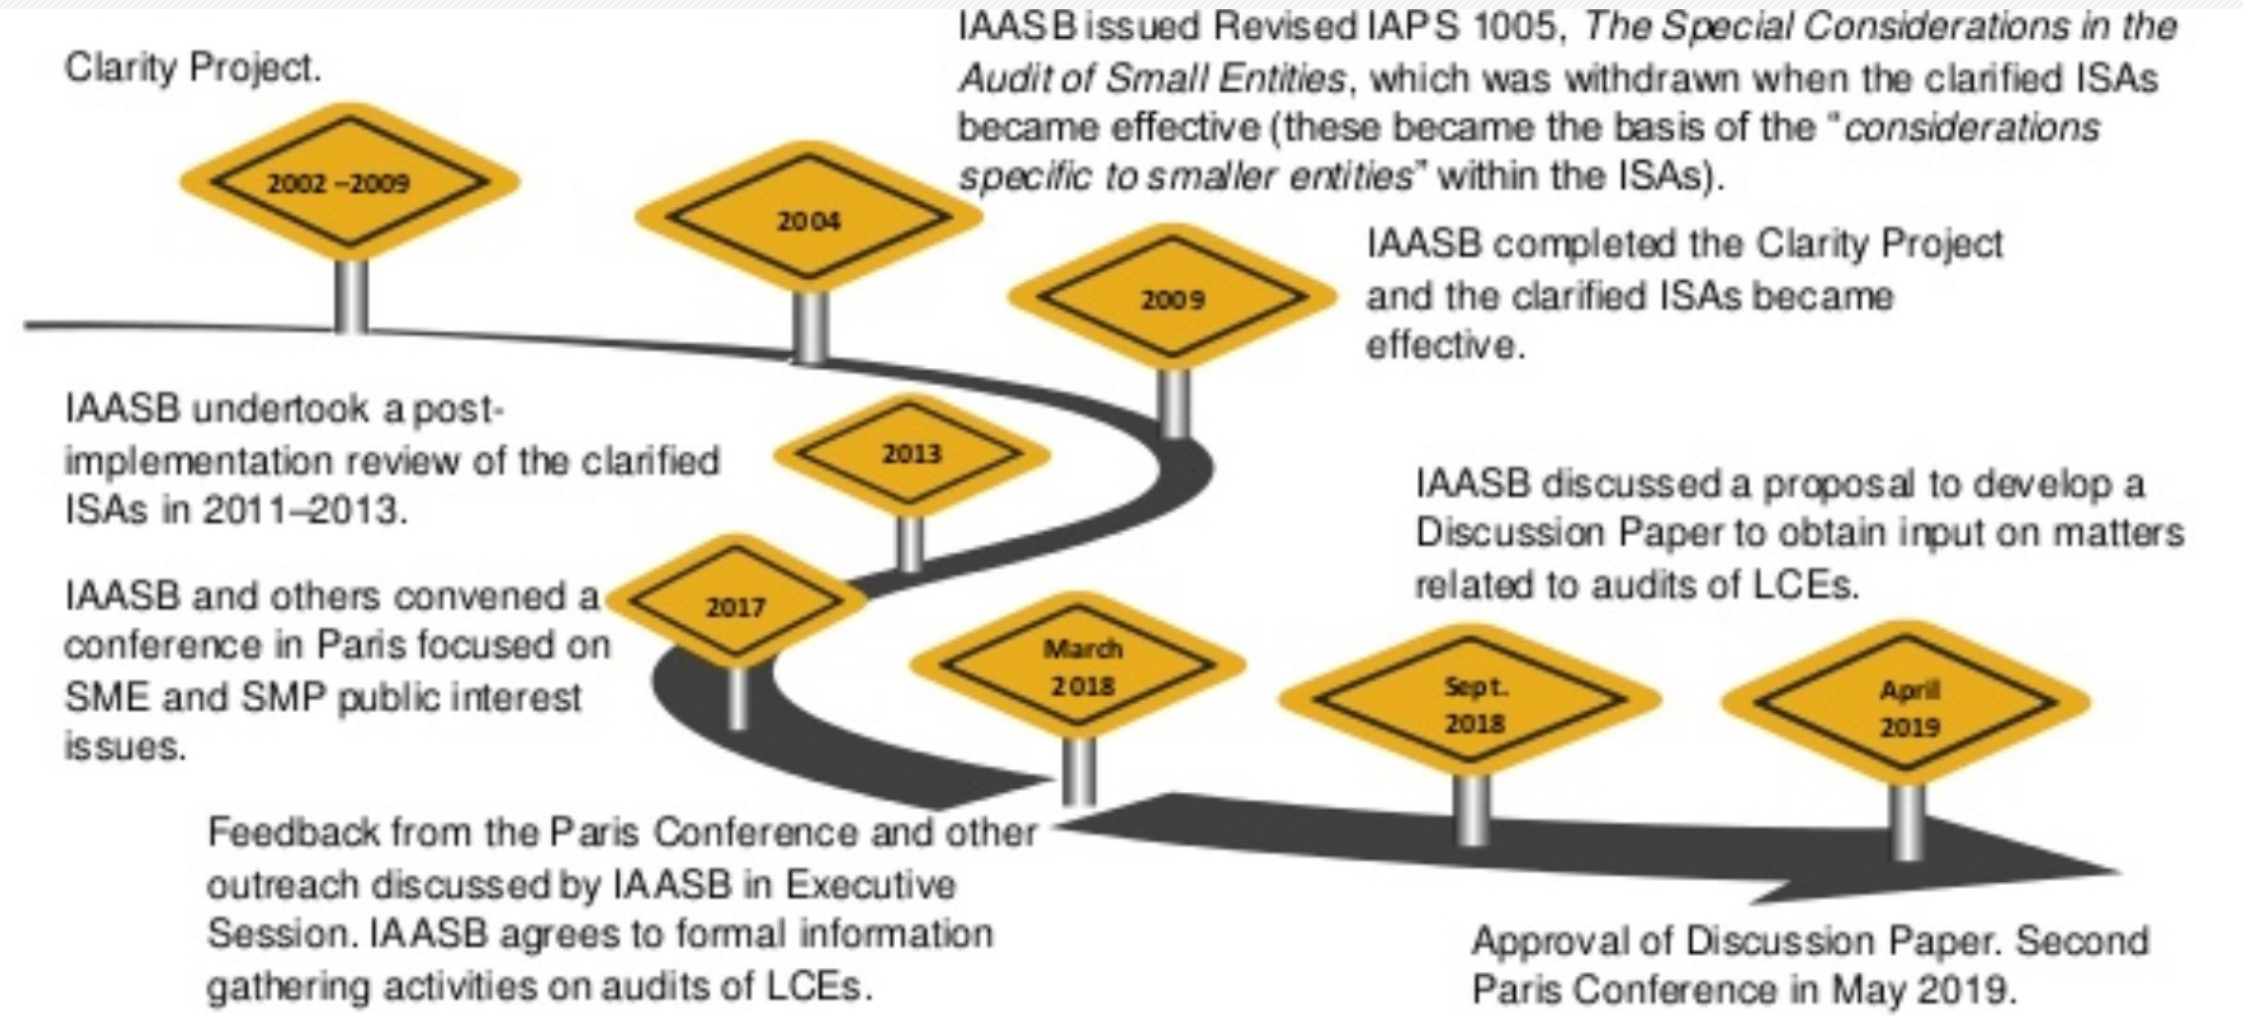 Clarity Project.
2002 –2009
IAASB issued Revised IAPS 1005, The Special Considerations in the
Audit of Small Entities, which was withdrawn when the clarified ISAs
became effective (these became the basis of the “considerations
specific to smaller entities” within the ISAs).
2004
IAASB completed the Clarity Project
and the clarified ISAs became
effective.
2009
IAASB undertook a post-
implementation review of the clarified
ISAs in 2011–2013.
2013
IAASB and others convened a
conference in Paris focused on
SME and SMP public interest
issues.
2017
March
2018
Feedback from the Paris Conference and other
outreach discussed by IAASB in Executive
Session. IAASB agrees to formal information
gathering activities on audits of LCEs.
IAASB discussed a proposal to develop a
Discussion Paper to obtain input on matters
related to audits of LCEs.
Sept.
2018
April
2019
Approval of Discussion Paper. Second
Paris Conference in May 2019.